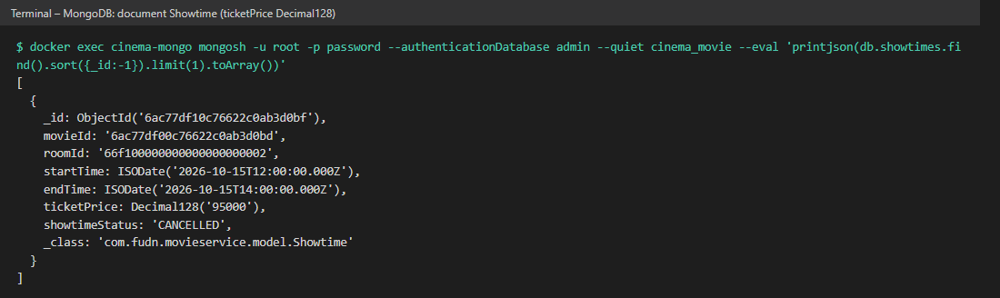 Terminal – MongoDB: document Showtime (ticketPrice Decimal128)
$ docker exec cinema-mongo mongosh -u root -p password --authenticationDatabase admin --quiet cinema_movie --eval 'printjson(db.showtimes.fi
nd().sort({_id:-1}).limit(1).toArray())'
[
  {
    _id: ObjectId('6ac77df10c76622c0ab3d0bf'),
    movieId: '6ac77df00c76622c0ab3d0bd',
    roomId: '66f100000000000000000002',
    startTime: ISODate('2026-10-15T12:00:00.000Z'),
    endTime: ISODate('2026-10-15T14:00:00.000Z'),
    ticketPrice: Decimal128('95000'),
    showtimeStatus: 'CANCELLED',
    _class: 'com.fudn.movieservice.model.Showtime'
  }
]